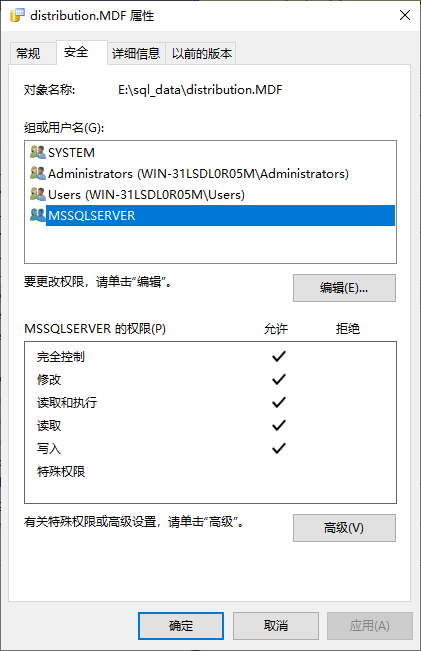 distribution.MDF 属性
常规 安全 详细信息 以前的版本
对象名称: E:\sql_data\distribution.MDF
组或用户名(G):
SYSTEM
Administrators (WIN-31LSDL0R05M\Administrators)
Users (WIN-31LSDL0R05M\Users)
MSSQLSERVER
要更改权限，请单击“编辑”。
编辑(E)...
MSSQLSERVER 的权限(P) 允许 拒绝
完全控制
修改
读取和执行
读取
写入
特殊权限
有关特殊权限或高级设置，请单击“高级”。
高级(V)
确定 取消 应用(A)